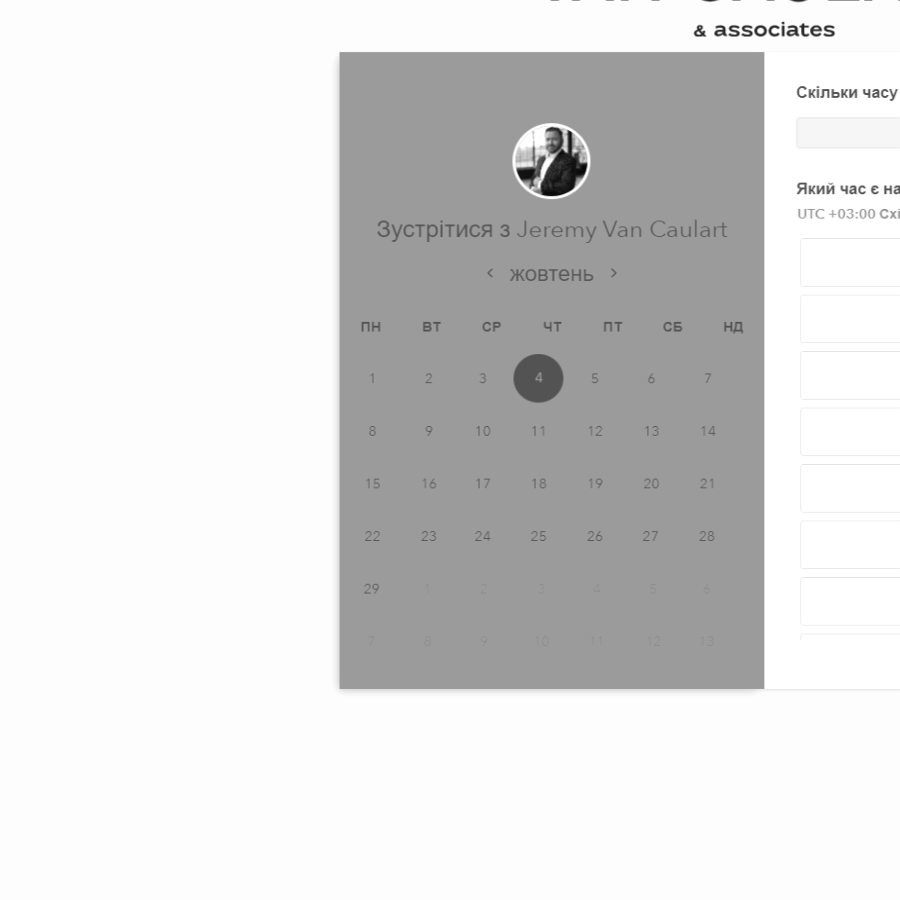 & associates
Зустрітися з Jeremy Van Caulart
жовтень
ПН ВТ СР ЧТ ПТ СБ НД
1 2 3 4 5 6 7
8 9 10 11 12 13 14
15 16 17 18 19 20 21
22 23 24 25 26 27 28
29 1 2 3 4 5 6
7 8 9 10 11 12 13
Скільки часу
Який час є
UTC +03:00